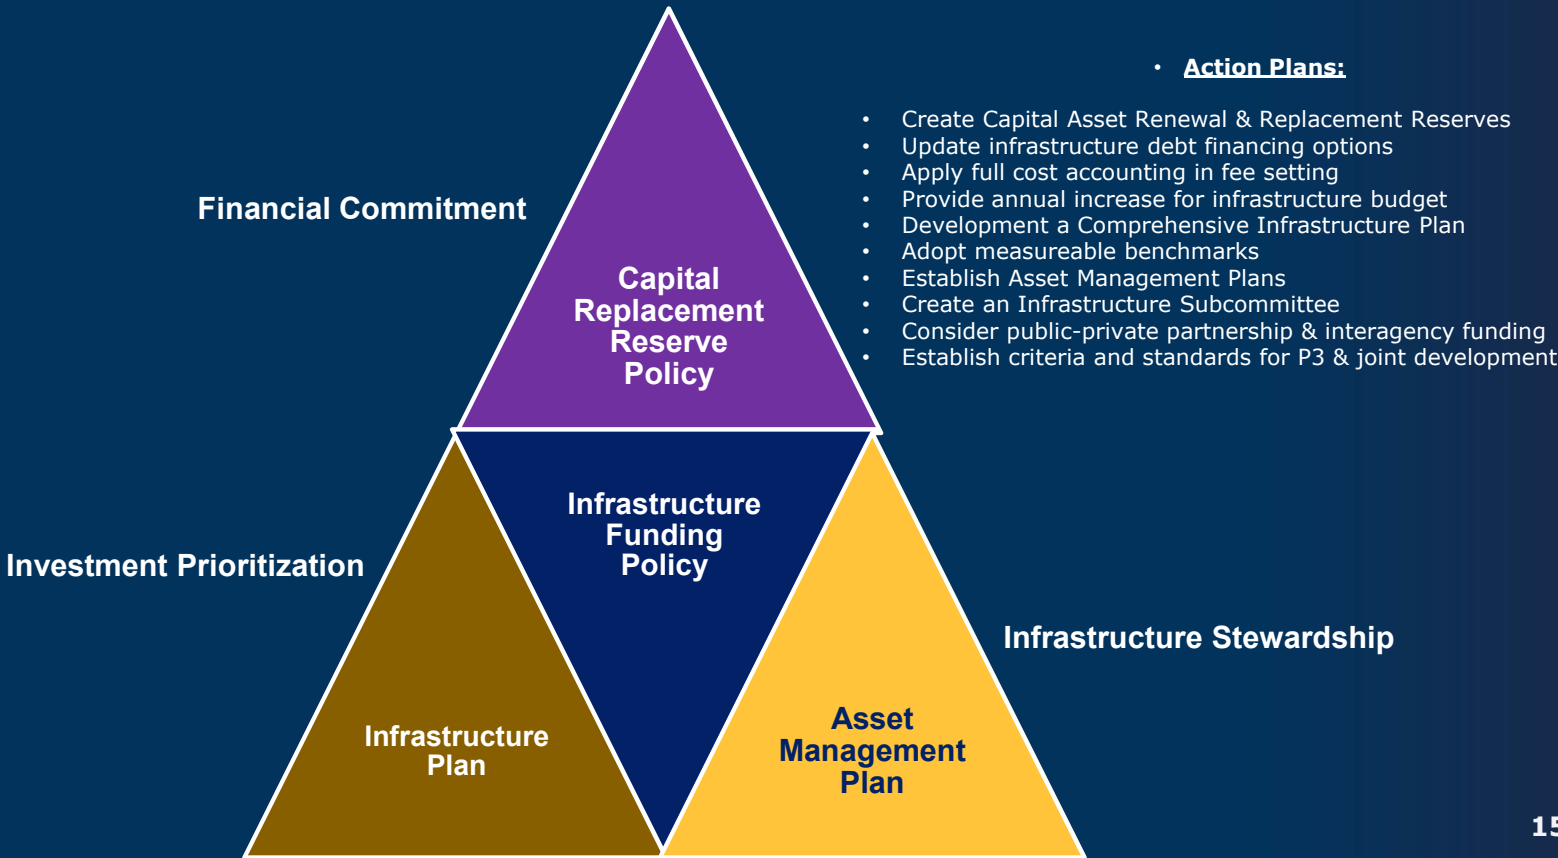 • Action Plans:
• Create Capital Asset Renewal & Replacement Reserves
• Update infrastructure debt financing options
• Apply full cost accounting in fee setting
• Provide annual increase for infrastructure budget
• Development a Comprehensive Infrastructure Plan
• Adopt measureable benchmarks
• Establish Asset Management Plans
• Create an Infrastructure Subcommittee
• Consider public-private partnership & interagency funding
• Establish criteria and standards for P3 & joint development
Financial Commitment
Capital
Replacement
Reserve
Policy
Investment Prioritization
Infrastructure
Funding
Policy
Infrastructure Stewardship
Infrastructure
Plan
Asset
Management
Plan
15